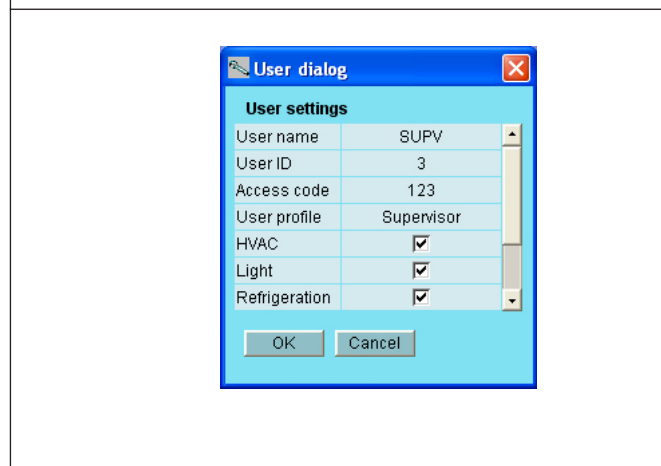 User dialog
User settings
User name SUPV
User ID 3
Access code 123
User profile Supervisor
HVAC
Light
Refrigeration
OK Cancel